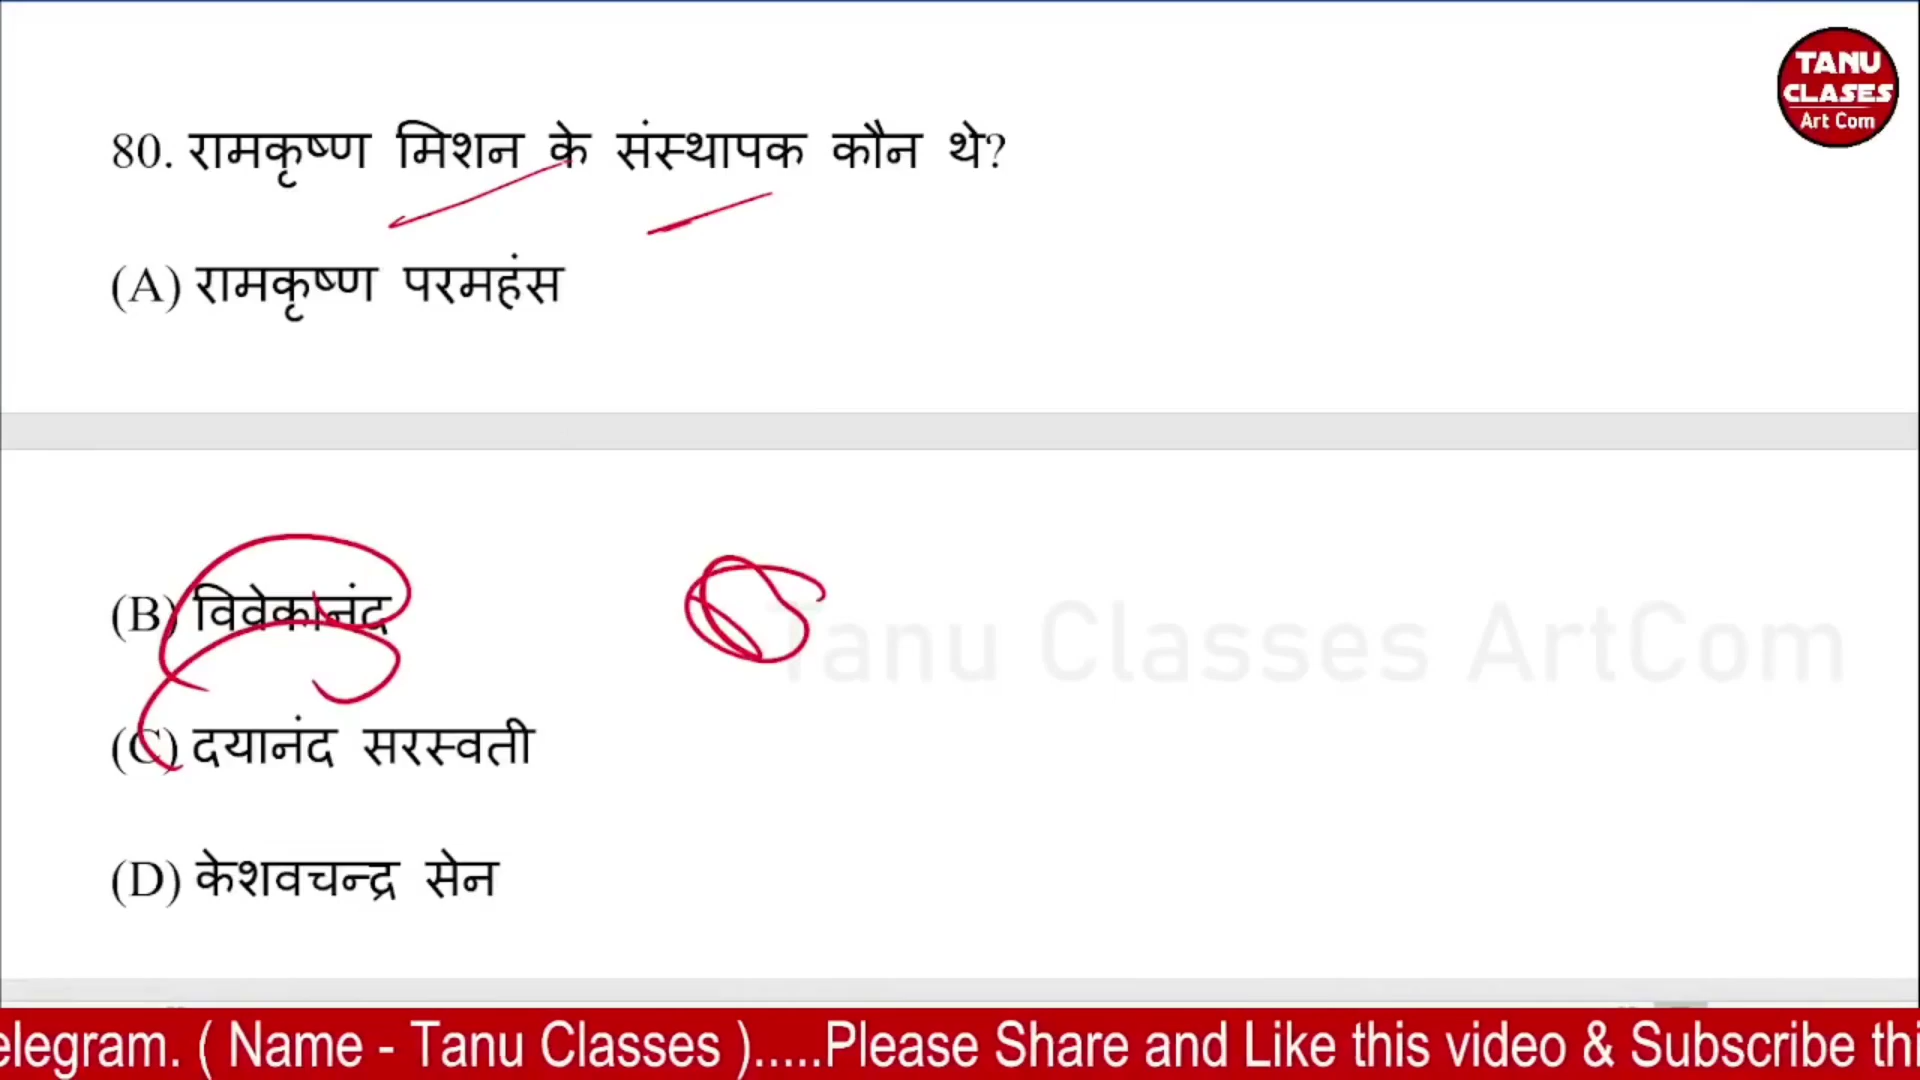 TANU
CLASES
Art Com
80. रामकृष्ण मिशन के संस्थापक कौन थे?
(A) रामकृष्ण परमहंस
(B) विवेकानंद
Tanu Classes ArtCom
(C) दयानंद सरस्वती
(D) केशवचन्द्र सेन
elegram. ( Name - Tanu Classes ).....Please Share and Like this video & Subscribe thi